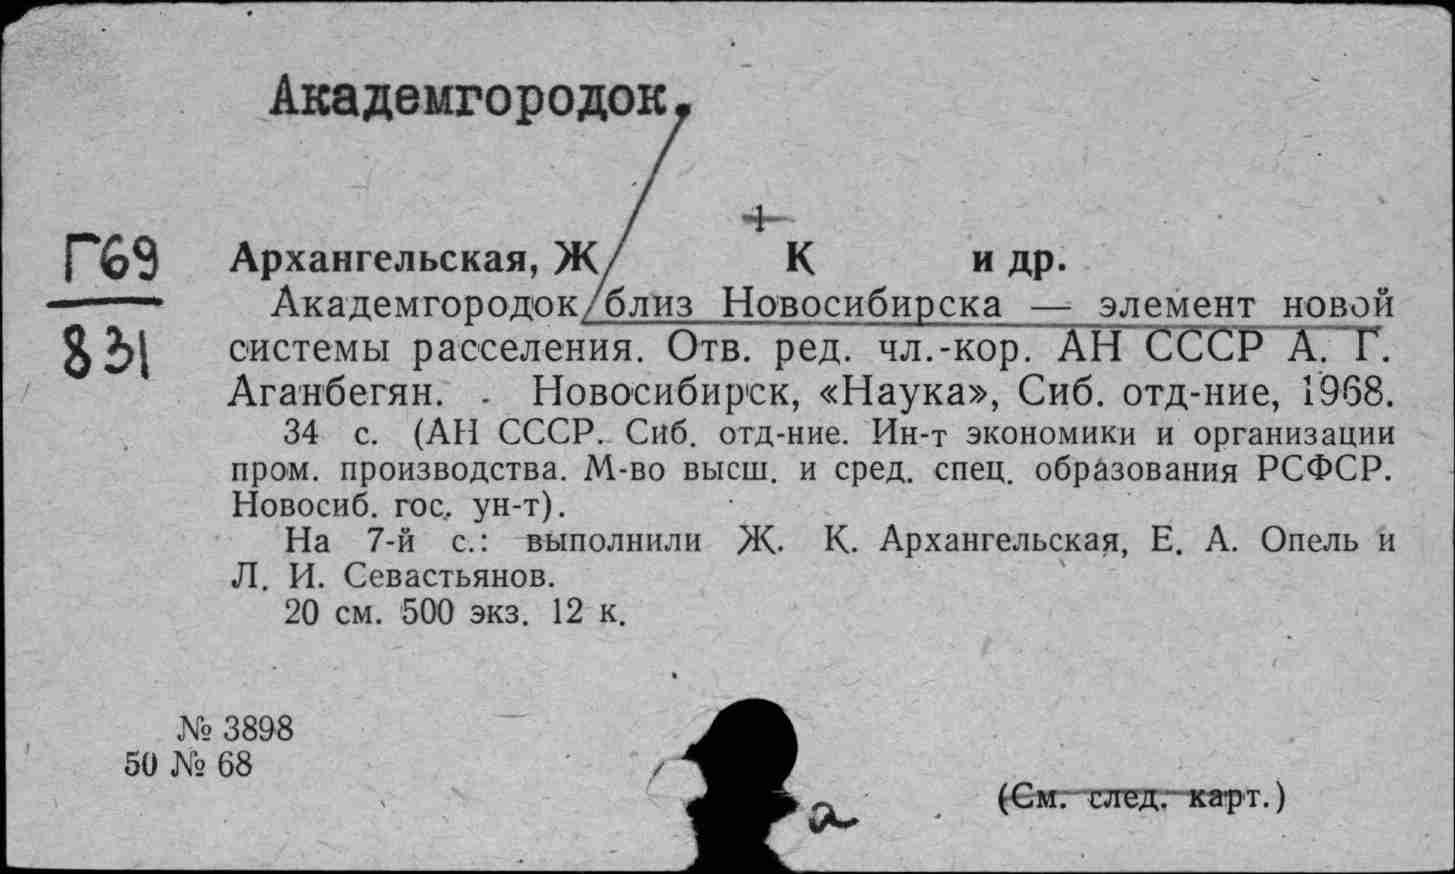 Академгородок.
Г69
831
Архангельская, Ж К и др.
Академгородок близ Новосибирска — элемент новой
системы расселения. Отв. ред. чл.-кор. АН СССР А. Г.
Аганбегян. - Новосибирск, «Наука», Сиб. отд-ние, 1968.
34 с. (АН СССР. Сиб. отд-ние. Ин-т экономики и организации
пром. производства. М-во высш. и сред. спец. образования РСФСР.
Новосиб. гос. ун-т).
На 7-й с.: выполнили Ж. К. Архангельская, Е. А. Опель и
Л. И. Севастьянов.
20 см. 500 экз. 12 к.
№ 3898
50 № 68
(См. след. карт.)
а